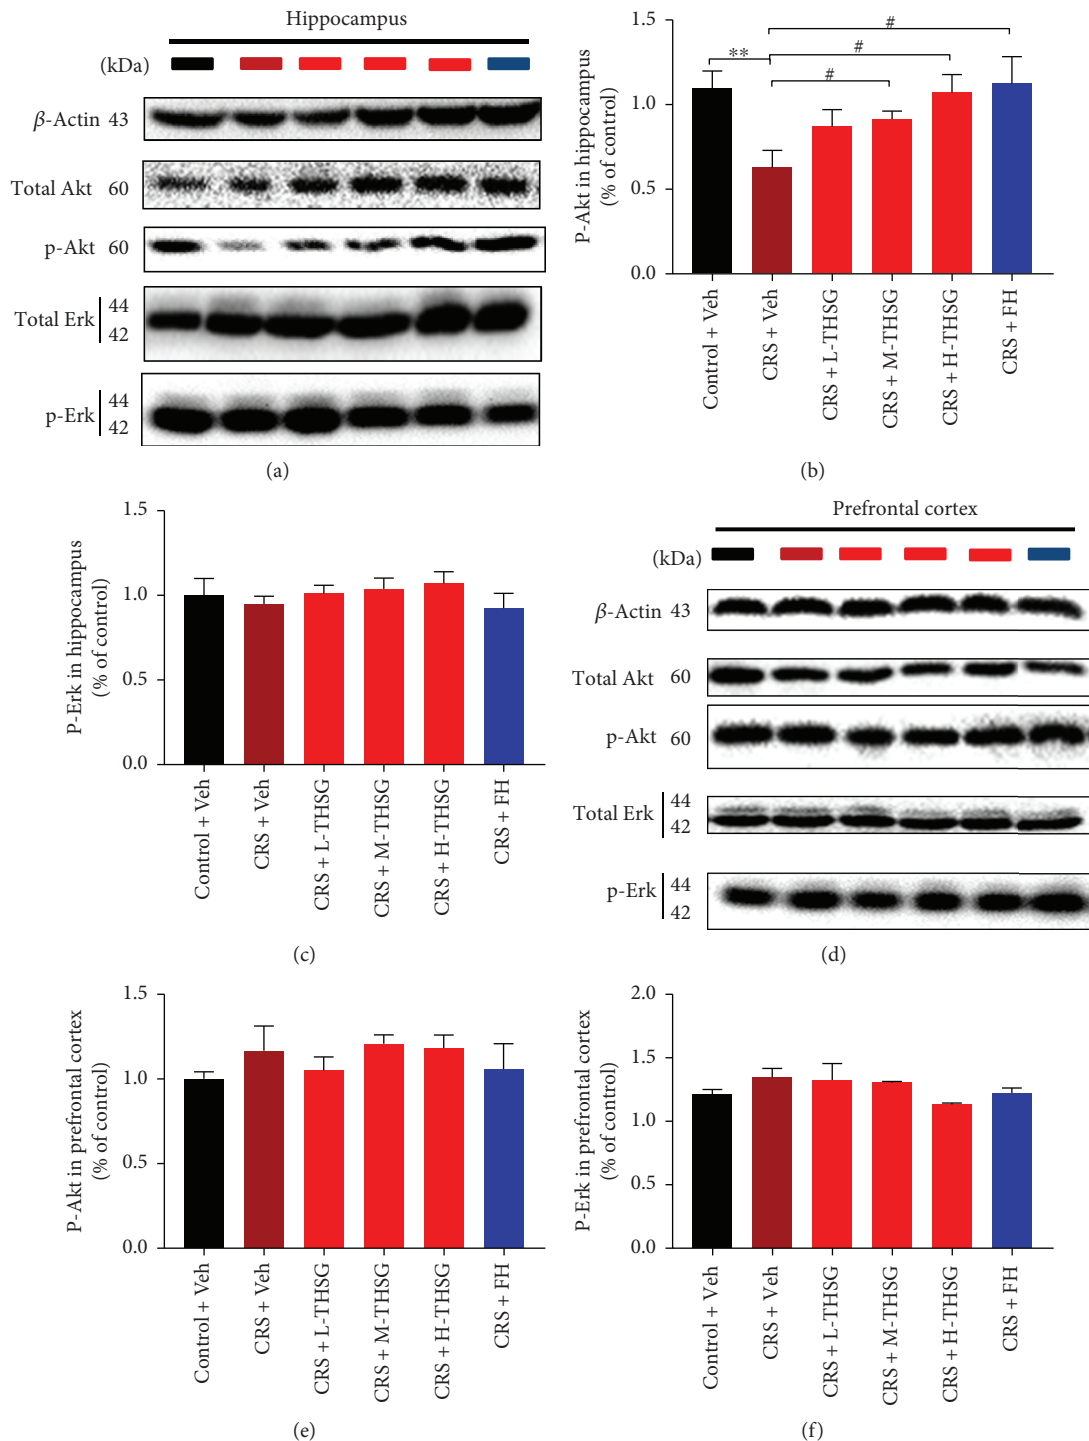 Hippocampus
(kDa)
β-Actin 43
Total Akt 60
p-Akt 60
Total Erk 44
42
p-Erk 44
42
(a)
P-Akt in hippocampus
(% of control)
1.5
1.0
0.5
0.0
**
#
#
#
Control + Veh
CRS + Veh
CRS + L-THSG
CRS + M-THSG
CRS + H-THSG
CRS + FH
(b)
P-Erk in hippocampus
(% of control)
1.5
1.0
0.5
0.0
Control + Veh
CRS + Veh
CRS + L-THSG
CRS + M-THSG
CRS + H-THSG
CRS + FH
(c)
Prefrontal cortex
(kDa)
β-Actin 43
Total Akt 60
p-Akt 60
Total Erk 44
42
p-Erk 44
42
(d)
P-Akt in prefrontal cortex
(% of control)
1.5
1.0
0.5
0.0
Control + Veh
CRS + Veh
CRS + L-THSG
CRS + M-THSG
CRS + H-THSG
CRS + FH
(e)
P-Erk in prefrontal cortex
(% of control)
2.0
1.5
1.0
0.5
0.0
Control + Veh
CRS + Veh
CRS + L-THSG
CRS + M-THSG
CRS + H-THSG
CRS + FH
(f)